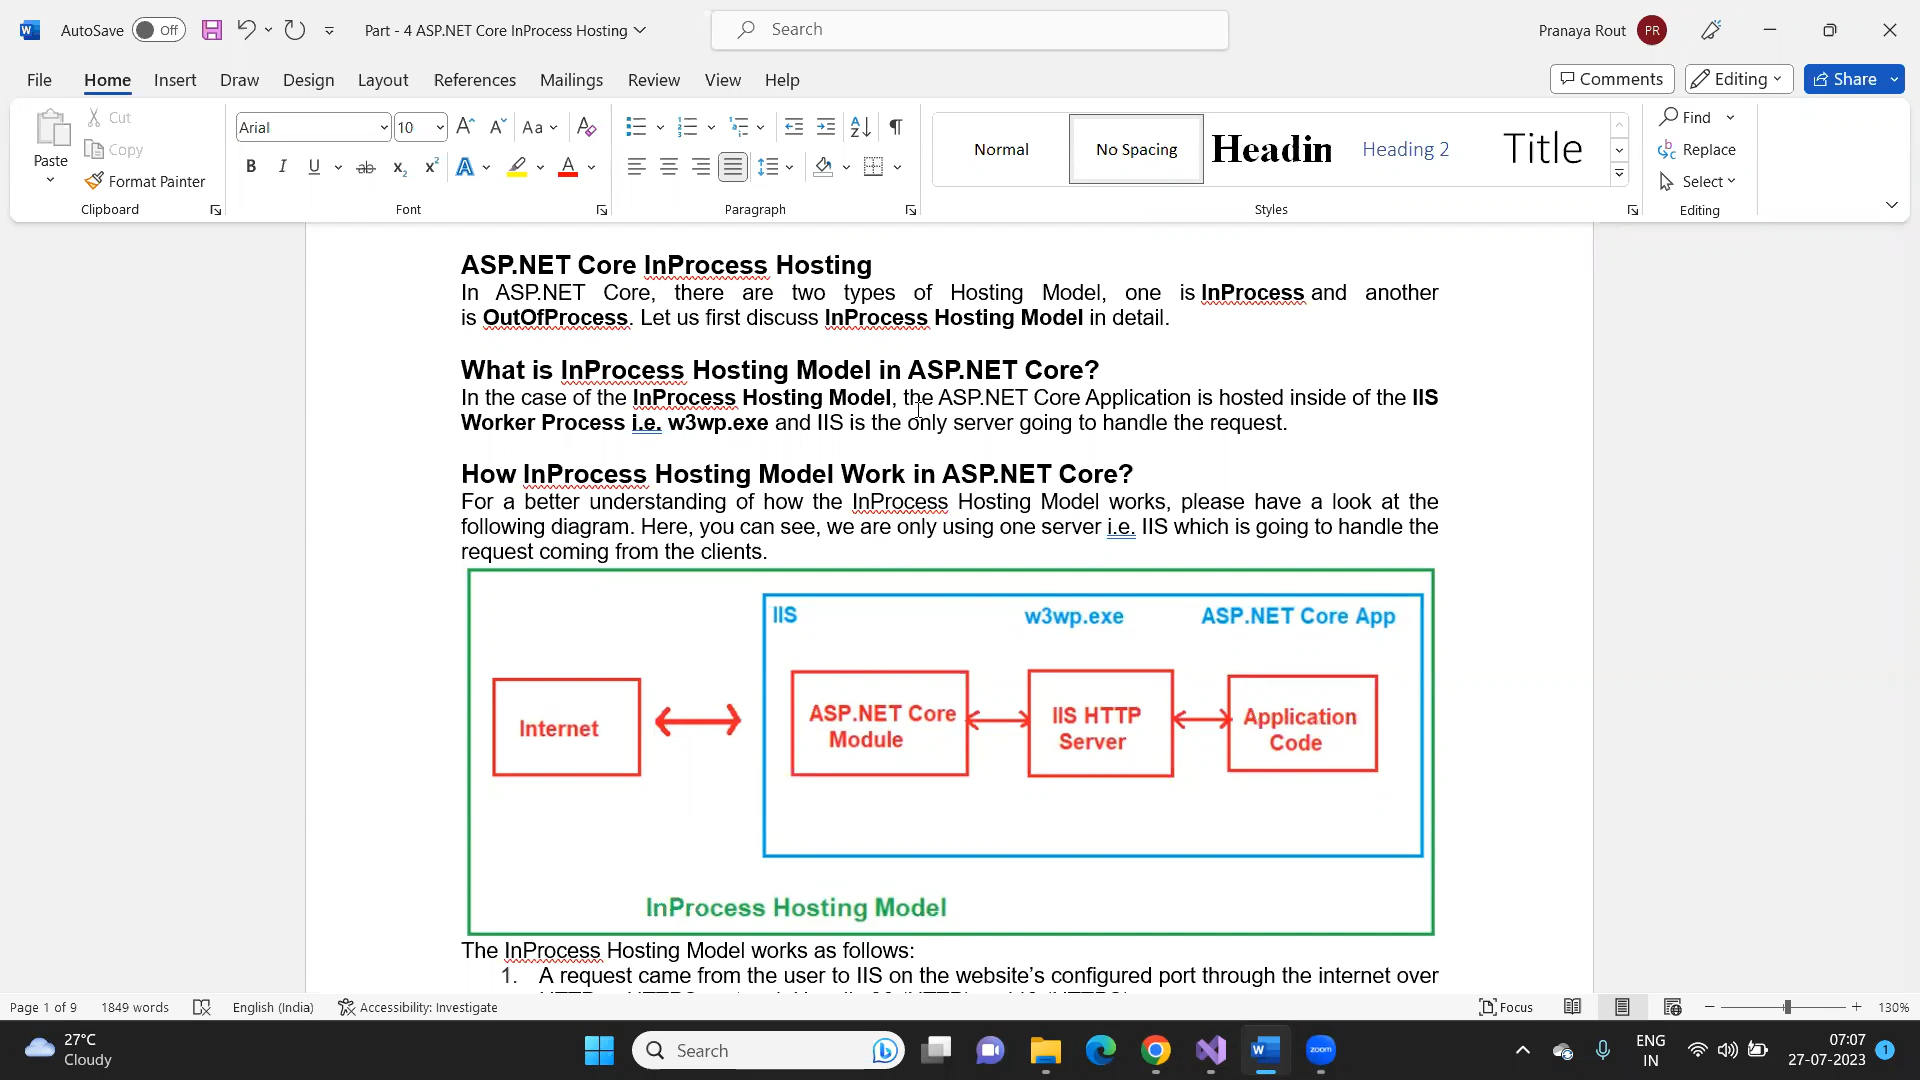 AutoSave Off Part - 4 ASP.NET Core InProcess Hosting Search Pranaya Rout PR
File Home Insert Draw Design Layout References Mailings Review View Help Comments Editing Share
Paste Cut Copy Format Painter
Arial 10 Aa
B I U ab x₂ x² A A
Normal No Spacing Headin Heading 2 Title
Find Replace Select
Clipboard Font Paragraph Styles Editing
ASP.NET Core InProcess Hosting
In ASP.NET Core, there are two types of Hosting Model, one is InProcess and another
is OutOfProcess. Let us first discuss InProcess Hosting Model in detail.
What is InProcess Hosting Model in ASP.NET Core?
In the case of the InProcess Hosting Model, the ASP.NET Core Application is hosted inside of the IIS
Worker Process i.e. w3wp.exe and IIS is the only server going to handle the request.
How InProcess Hosting Model Work in ASP.NET Core?
For a better understanding of how the InProcess Hosting Model works, please have a look at the
following diagram. Here, you can see, we are only using one server i.e. IIS which is going to handle the
request coming from the clients.
IIS w3wp.exe ASP.NET Core App
Internet
ASP.NET Core
Module
IIS HTTP
Server
Application
Code
InProcess Hosting Model
The InProcess Hosting Model works as follows:
1. A request came from the user to IIS on the website’s configured port through the internet over
Page 1 of 9 1849 words English (India) Accessibility: Investigate Focus 130%
27°C
Cloudy
Search
zoom
ENG
IN
07:07
27-07-2023
1